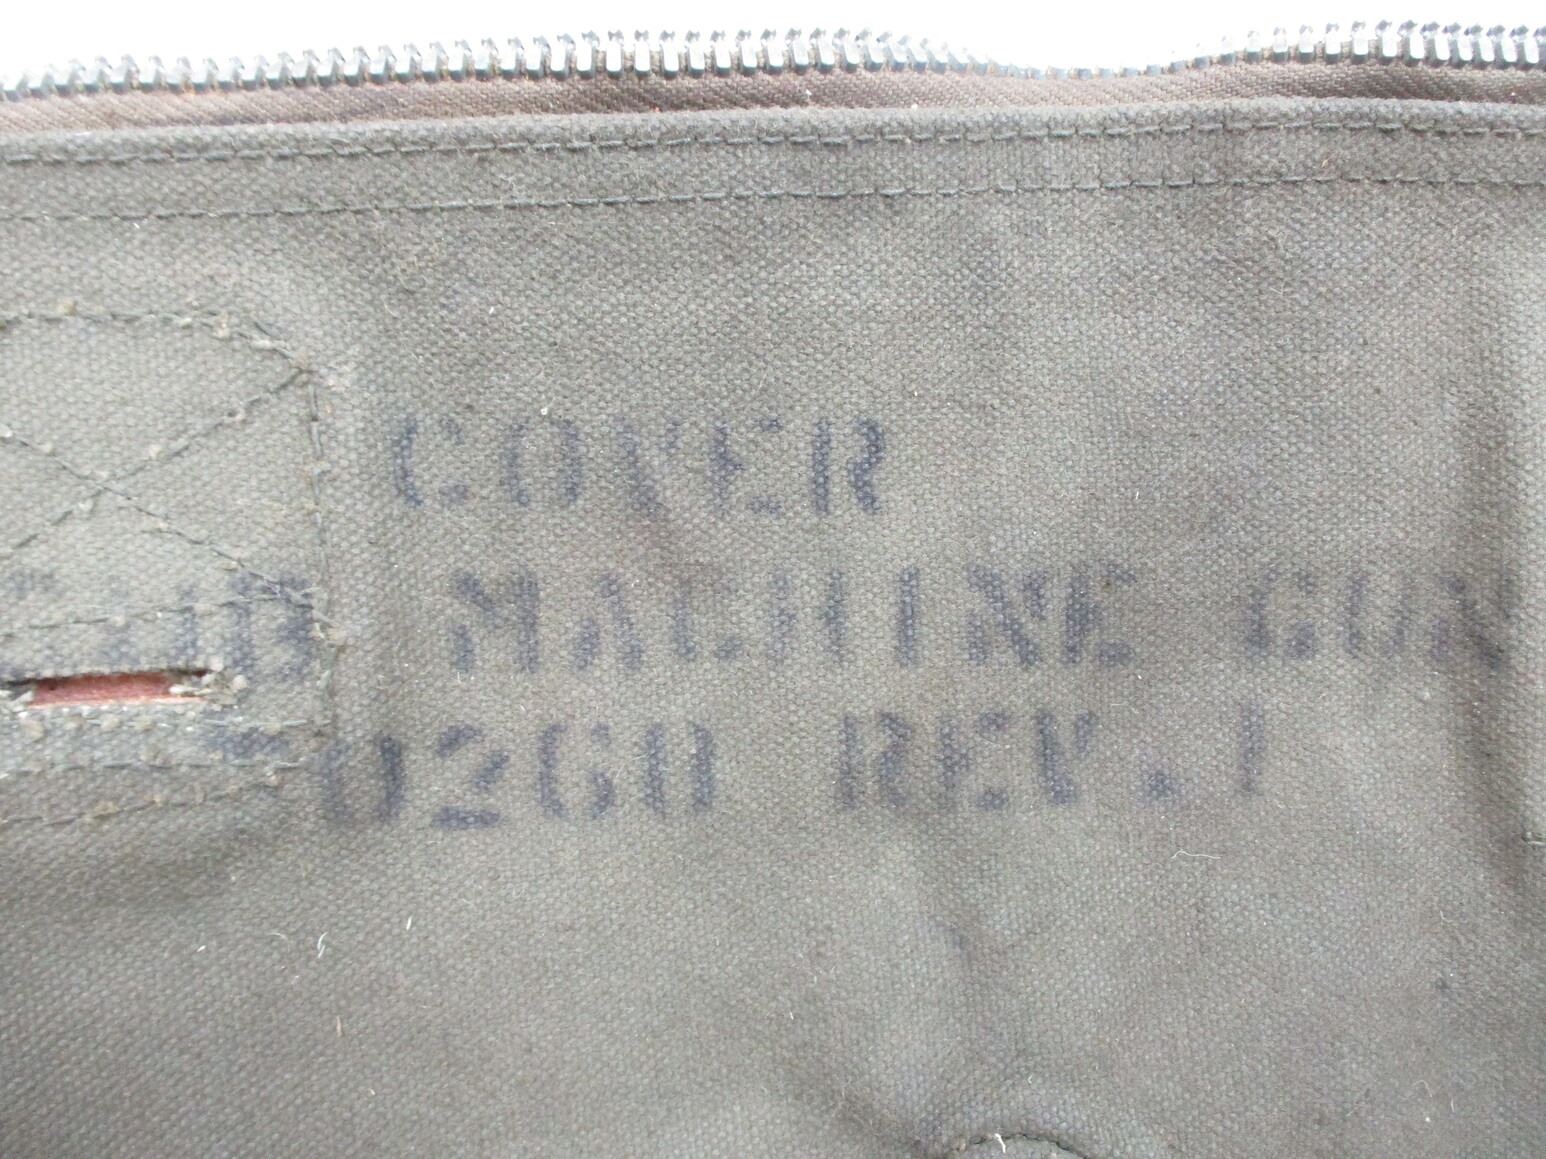 COVER
MACHINE GUN
0260 REV. 1